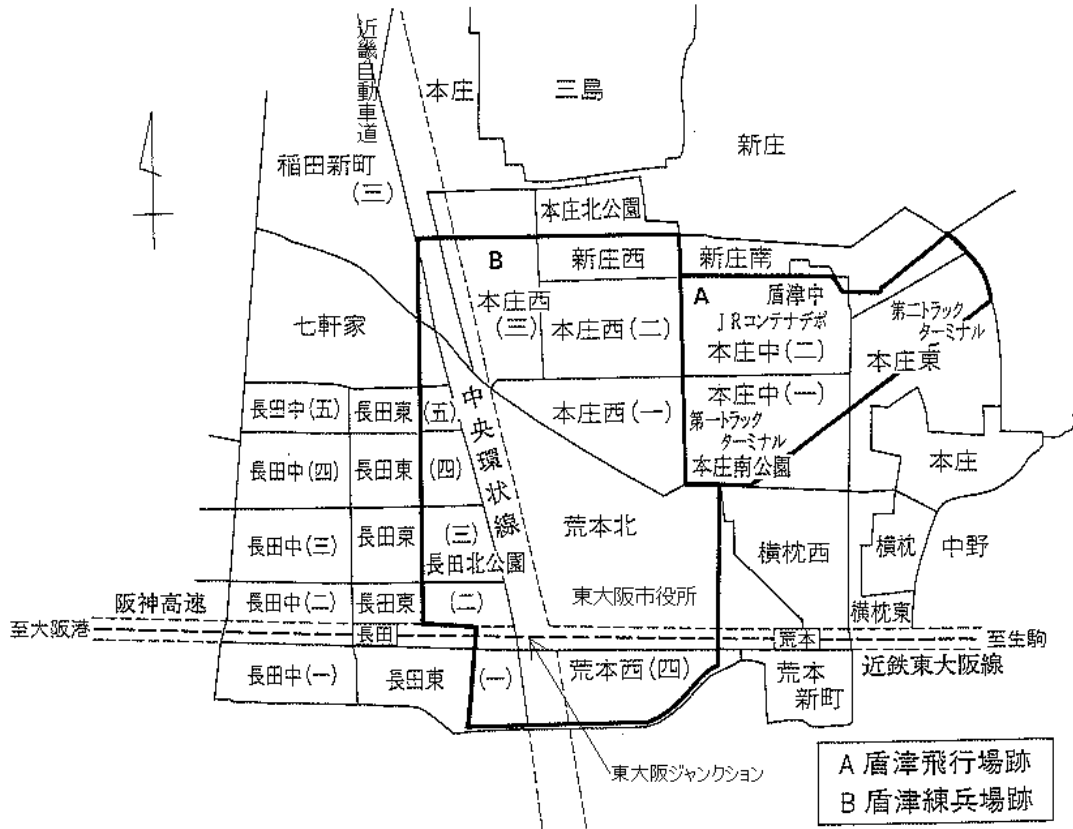 近畿自動車道
本庄
三島
新庄
稲田新町
(三)
本庄北公園
B
新庄西
新庄南
本庄西
(三)
A
盾津中
JRコンテナデポ
第二トラック
ターミナル
七軒家
本庄西(二)
本庄中(二)
本庄東
長田中(五)
長田東
(五)
中央環状線
本庄西(一)
本庄中(一)
第一トラック
ターミナル
本庄南公園
長田中(四)
長田東
(四)
本庄
長田中(三)
長田東
(三)
長田北公園
荒本北
横枕西
横枕
中野
阪神高速
長田中(二)
長田東
(二)
東大阪市役所
横枕東
至大阪港
長田
荒本
至生駒
長田中(一)
長田東
(一)
荒本西(四)
荒本
新町
近鉄東大阪線
東大阪ジャンクション
A 盾津飛行場跡
B 盾津練兵場跡